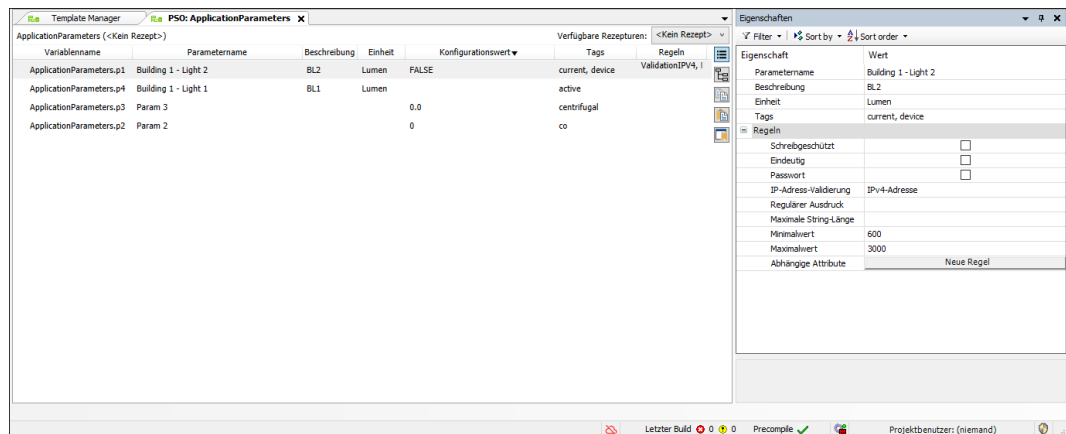 Template Manager PSO: ApplicationParameters
ApplicationParameters (<Kein Rezept>) Verfügbare Rezepturen: <Kein Rezept>
Variablenname Parametername Beschreibung Einheit Konfigurationswert Tags Regeln
ApplicationParameters.p1 Building 1 - Light 2 BL2 Lumen FALSE current, device ValidationIPV4,
ApplicationParameters.p4 Building 1 - Light 1 BL1 Lumen active
ApplicationParameters.p3 Param 3 0.0 centrifugal
ApplicationParameters.p2 Param 2 0 co
Eigenschaften
Filter Sort by Sort order
Eigenschaft Wert
Parametername Building 1 - Light 2
Beschreibung BL2
Einheit Lumen
Tags current, device
Regeln
Schreibgeschützt
Eindeutig
Passwort
IP-Adress-Validierung IPv4-Adresse
Regulärer Ausdruck
Maximale String-Länge
Minimalwert 600
Maximalwert 3000
Abhängige Attribute Neue Regel
Letzter Build 0 0 Precompile Projektbenutzer: (niemand)